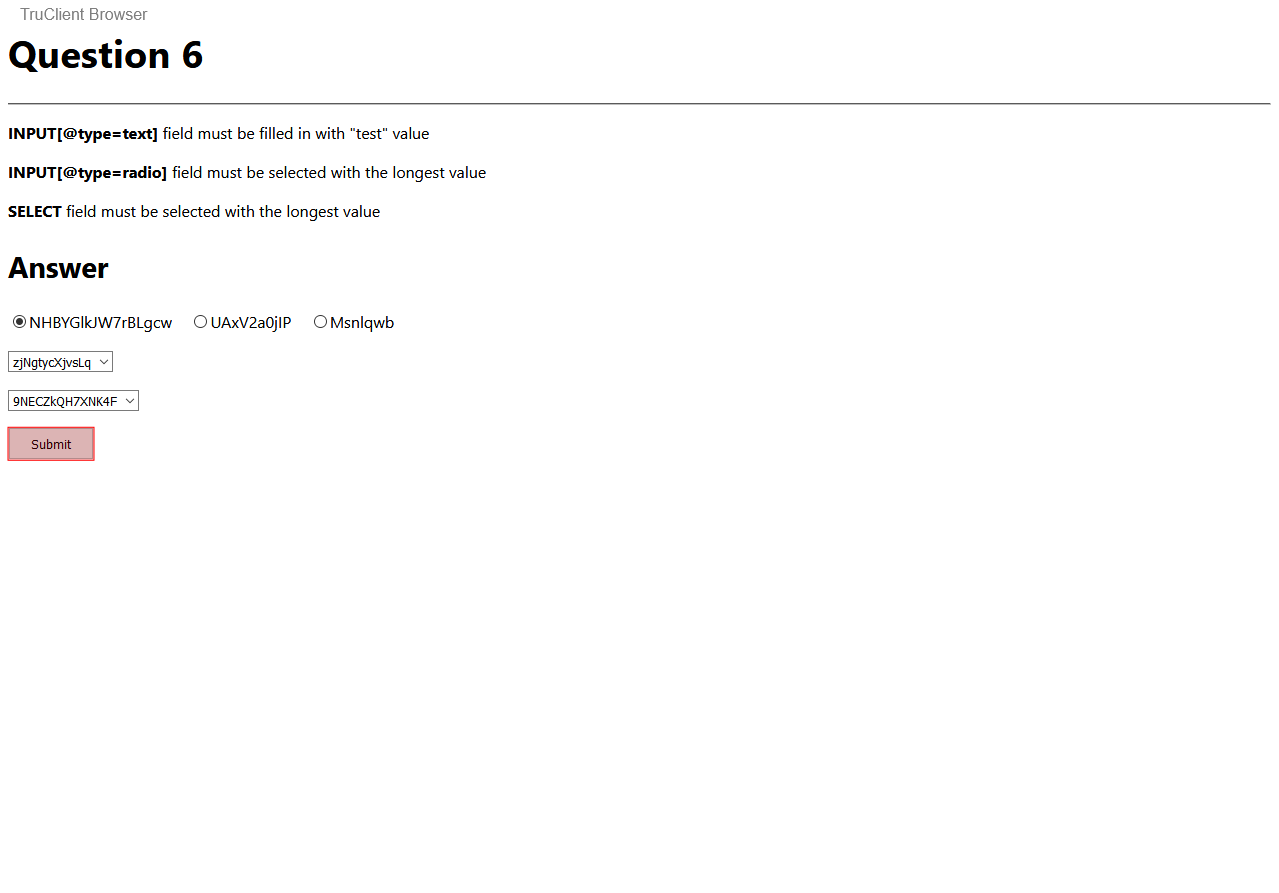 TruClient Browser
Question 6
INPUT[@type=text] field must be filled in with "test" value
INPUT[@type=radio] field must be selected with the longest value
SELECT field must be selected with the longest value
Answer
NHBYGlkJW7rBLgcw UAxV2a0jIP Msnlqwb
zjNgtycXjvsLq
9NECZkQH7XNK4F
Submit